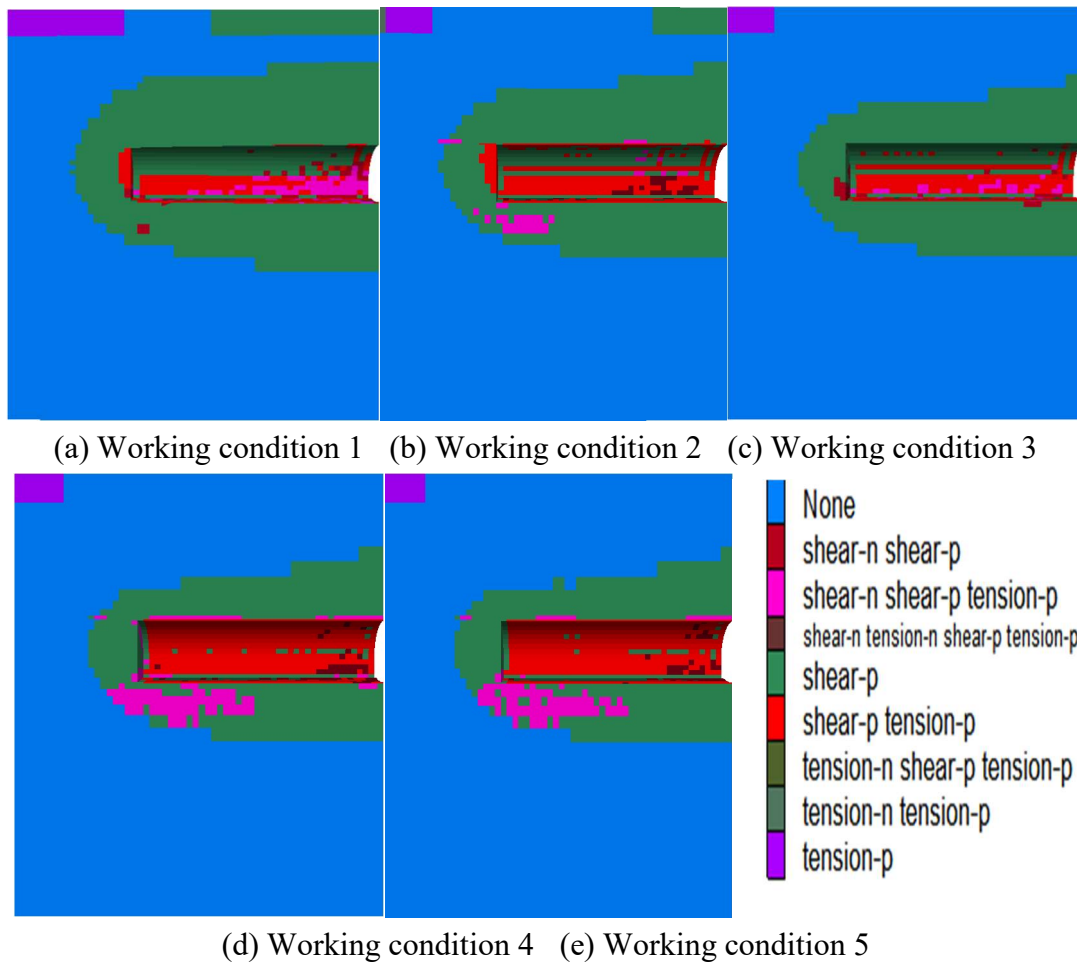 (a) Working condition 1 (b) Working condition 2 (c) Working condition 3
None
shear-n shear-p
shear-n shear-p tension-p
shear-n tension-n shear-p tension-p
shear-p
shear-p tension-p
tension-n shear-p tension-p
tension-n tension-p
tension-p
(d) Working condition 4 (e) Working condition 5